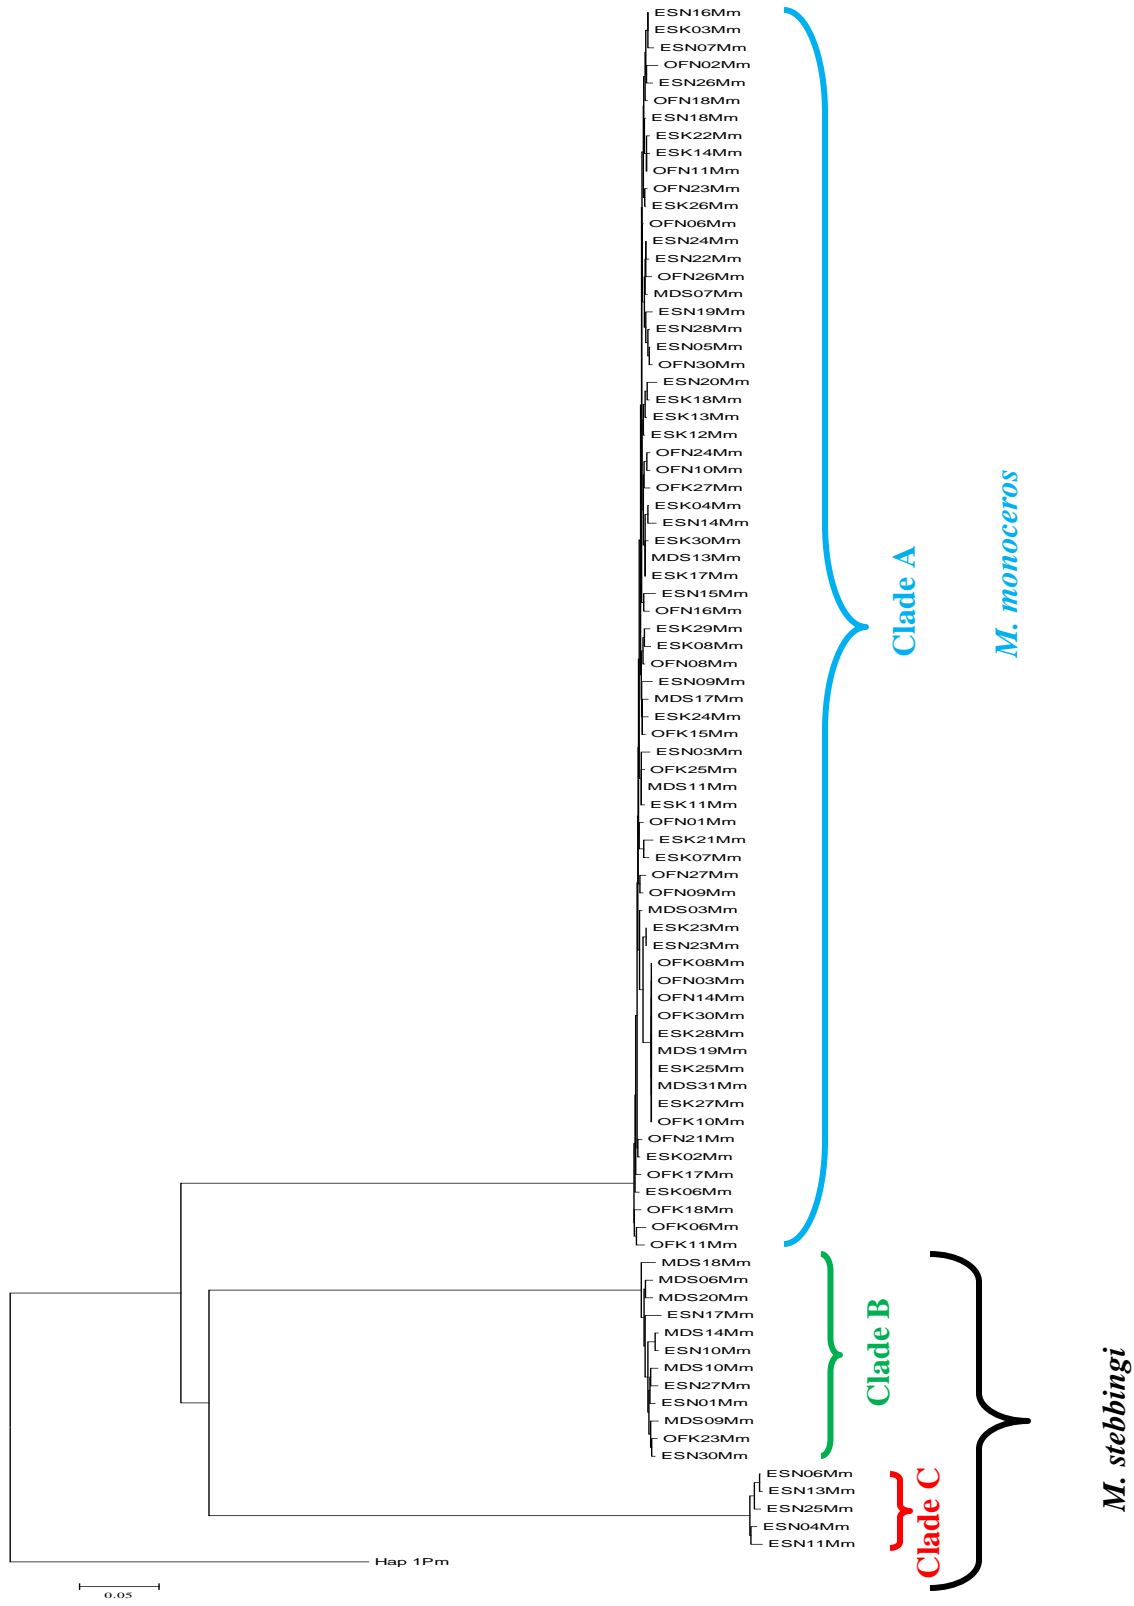 ESN16Mm
ESK03Mm
ESN07Mm
OFN02Mm
ESN26Mm
OFN18Mm
ESN18Mm
ESK22Mm
ESK14Mm
OFN11Mm
OFN23Mm
ESK26Mm
OFN06Mm
ESN24Mm
ESN22Mm
OFN26Mm
MDS07Mm
ESN19Mm
ESN28Mm
ESN05Mm
OFN30Mm
ESN20Mm
ESK18Mm
ESK13Mm
ESK12Mm
OFN24Mm
OFN10Mm
OFK27Mm
ESK04Mm
ESN14Mm
ESK30Mm
MDS13Mm
ESK17Mm
ESN15Mm
OFN16Mm
ESK29Mm
ESK08Mm
OFN08Mm
ESN09Mm
MDS17Mm
ESK24Mm
OFK15Mm
ESN03Mm
OFK25Mm
MDS11Mm
ESK11Mm
OFN01Mm
ESK21Mm
ESK07Mm
OFN27Mm
OFN09Mm
MDS03Mm
ESK23Mm
ESN23Mm
OFK08Mm
OFN03Mm
OFN14Mm
OFK30Mm
ESK28Mm
MDS19Mm
ESK25Mm
MDS31Mm
ESK27Mm
OFK10Mm
OFN21Mm
ESK02Mm
OFK17Mm
ESK06Mm
OFK18Mm
OFK06Mm
OFK11Mm
Clade A
M. monoceros
MDS18Mm
MDS06Mm
MDS20Mm
ESN17Mm
MDS14Mm
ESN10Mm
MDS10Mm
ESN27Mm
ESN01Mm
MDS09Mm
OFK23Mm
ESN30Mm
Clade B
ESN06Mm
ESN13Mm
ESN25Mm
ESN04Mm
ESN11Mm
Clade C
M. stebbingi
Hap 1Pm
0.05